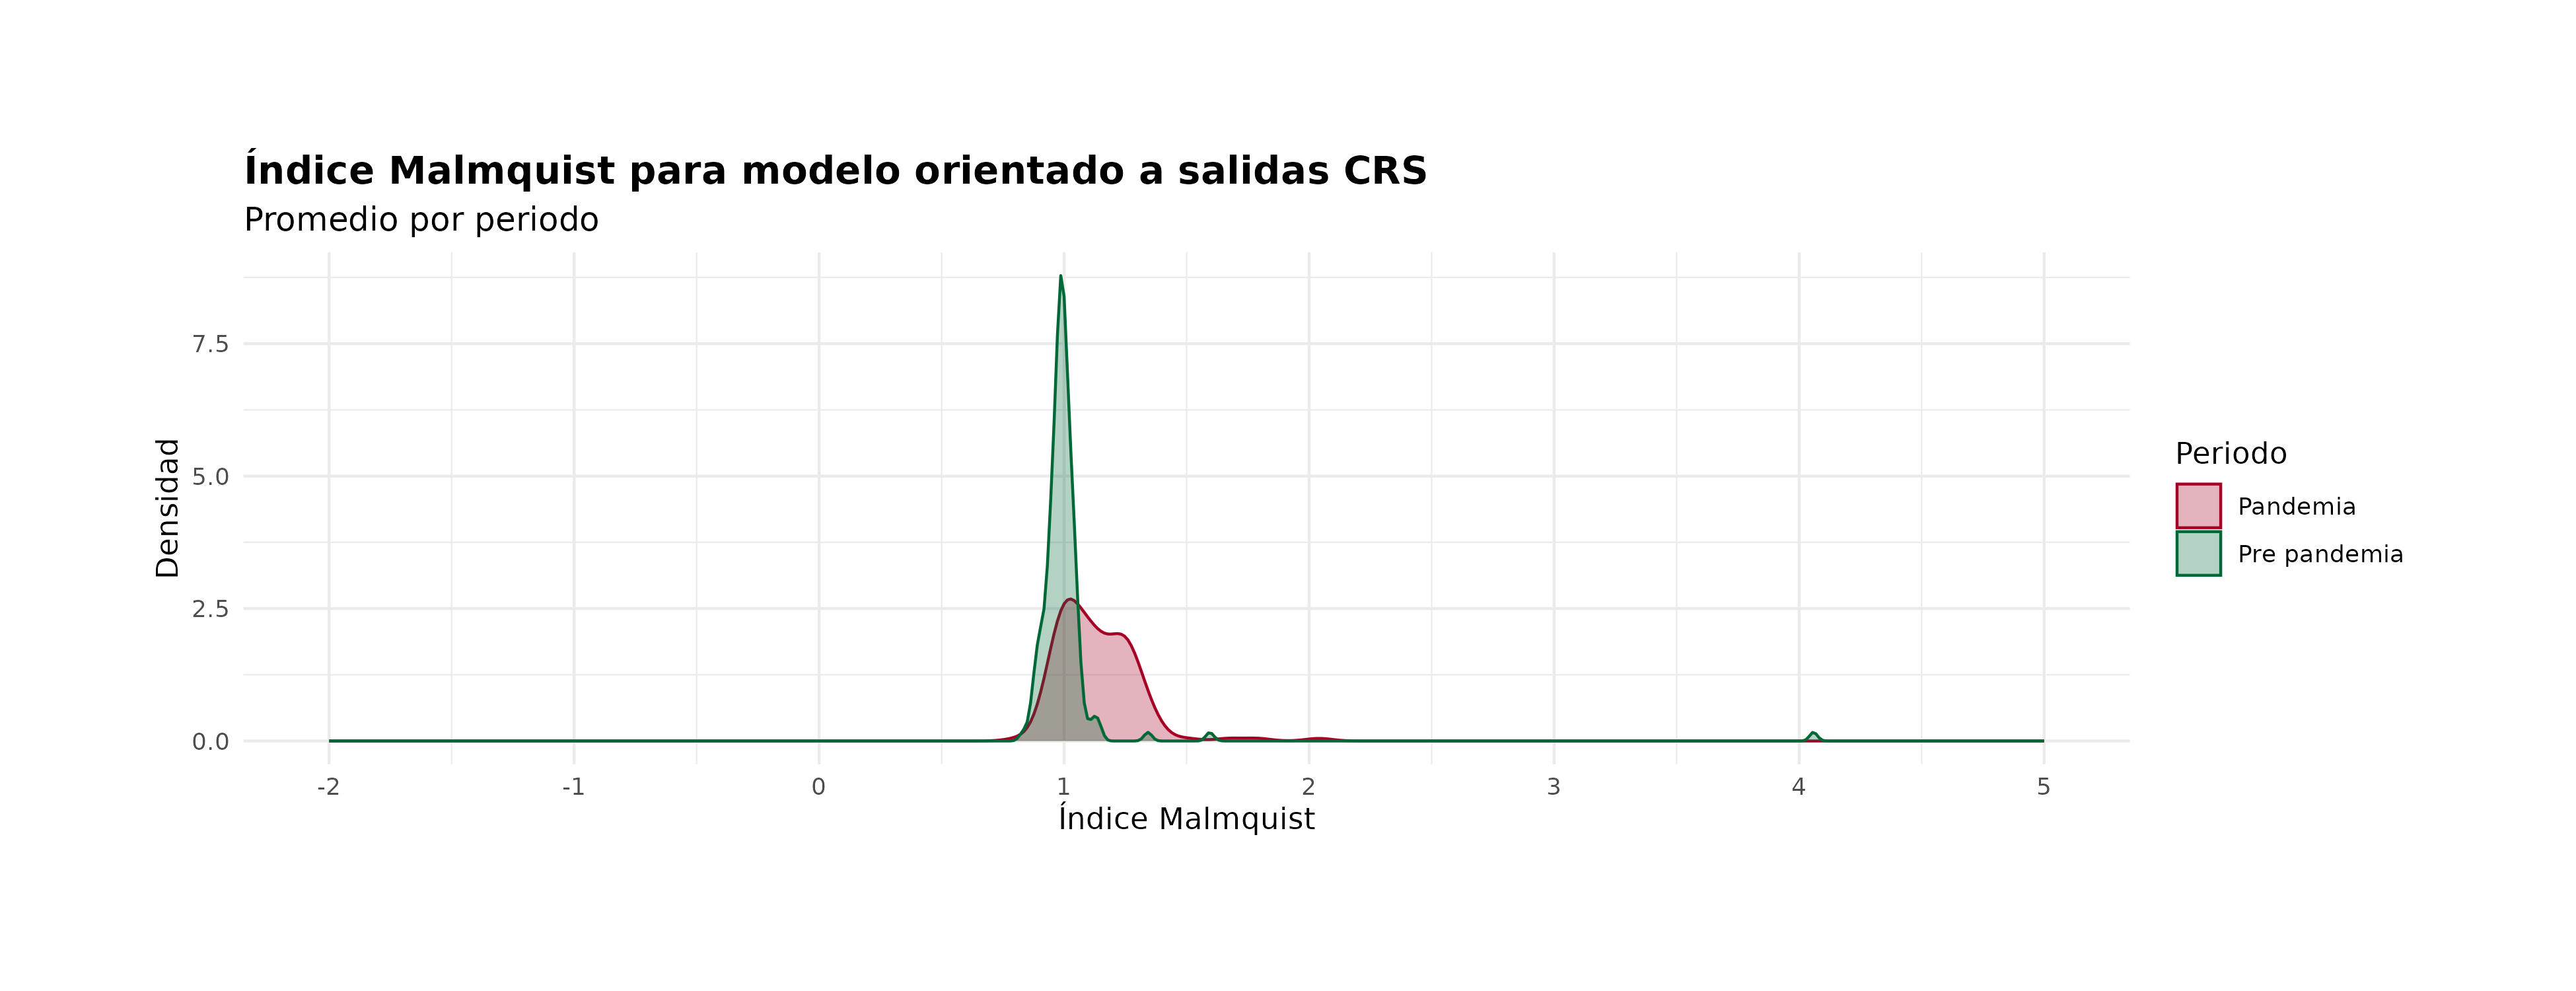 Índice Malmquist para modelo orientado a salidas CRS
Promedio por periodo
Densidad
7.5
5.0
2.5
0.0
-2 -1 0 1 2 3 4 5
Índice Malmquist
Periodo
Pandemia
Pre pandemia